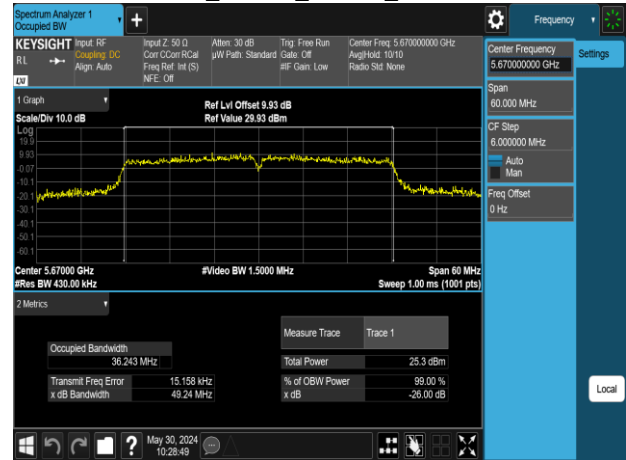 Spectrum Analyzer 1
Occupied BW
Frequency
KEYSIGHT
RL
LXI
Input: RF
Coupling: DC
Align: Auto
Input Z: 50 Ω
Corr CCorr RCal
Freq Ref: Int (S)
NFE: Off
Atten: 30 dB
µW Path: Standard
Trig: Free Run
Gate: Off
#IF Gain: Low
Center Freq: 5.670000000 GHz
Avg|Hold: 10/10
Radio Std: None
Center Frequency
5.670000000 GHz
Settings
Span
60.000 MHz
CF Step
6.000000 MHz
Auto
Man
Freq Offset
0 Hz
Local
1 Graph
Scale/Div 10.0 dB
Ref Lvl Offset 9.93 dB
Ref Value 29.93 dBm
Log
19.9
9.93
-0.07
-10.1
-20.1
-30.1
-40.1
-50.1
-60.1
Center 5.67000 GHz
#Video BW 1.5000 MHz
Span 60 MHz
#Res BW 430.00 kHz
Sweep 1.00 ms (1001 pts)
2 Metrics
Measure Trace
Trace 1
Occupied Bandwidth
36.243 MHz
Total Power
25.3 dBm
Transmit Freq Error
15.158 kHz
% of OBW Power
99.00 %
x dB Bandwidth
49.24 MHz
x dB
-26.00 dB
?
May 30, 2024
10:28:49